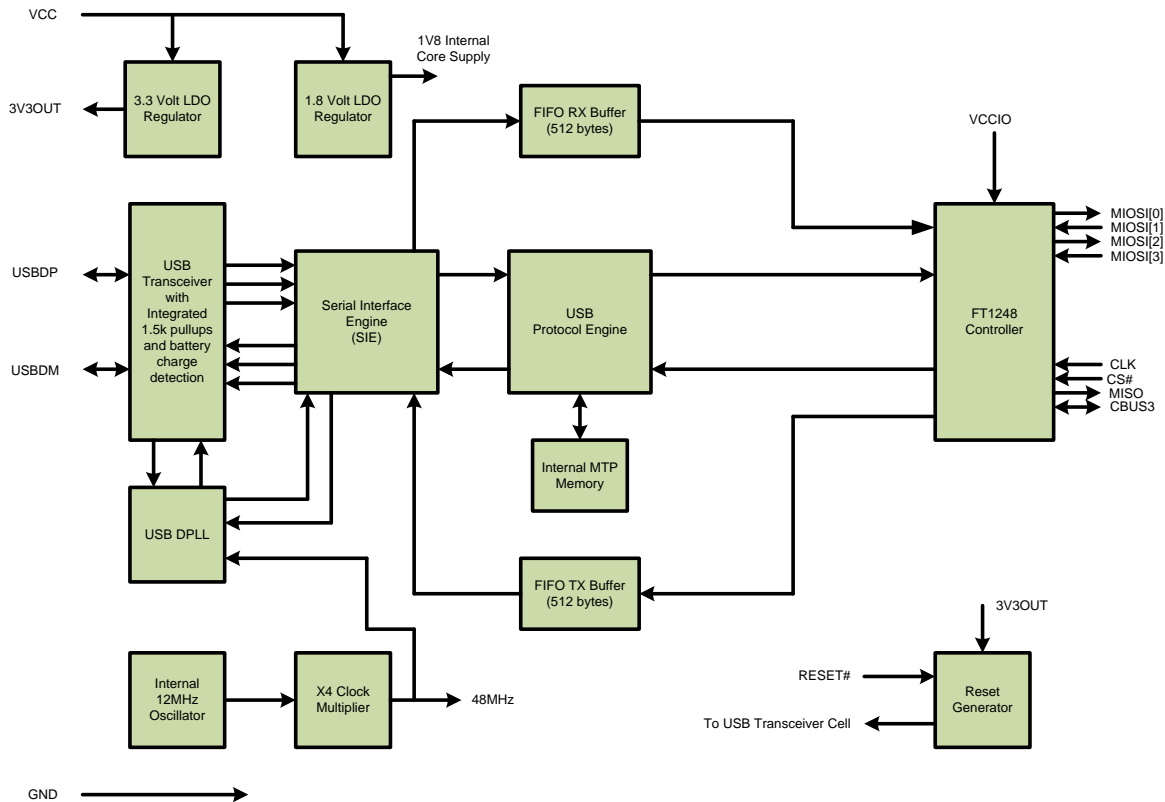 VCC
1V8 Internal
Core Supply
3.3 Volt LDO
Regulator
1.8 Volt LDO
Regulator
3V3OUT
FIFO RX Buffer
(512 bytes)
VCCIO
MIOSI[0]
MIOSI[1]
MIOSI[2]
MIOSI[3]
USBDP
USBDM
USB
Transceiver
with
Integrated
1.5k pullups
and battery
charge
detection
Serial Interface
Engine
(SIE)
USB
Protocol Engine
FT1248
Controller
CLK
CS#
MISO
CBUS3
Internal MTP
Memory
USB DPLL
FIFO TX Buffer
(512 bytes)
3V3OUT
Internal
12MHz
Oscillator
X4 Clock
Multiplier
48MHz
RESET#
To USB Transceiver Cell
Reset
Generator
GND